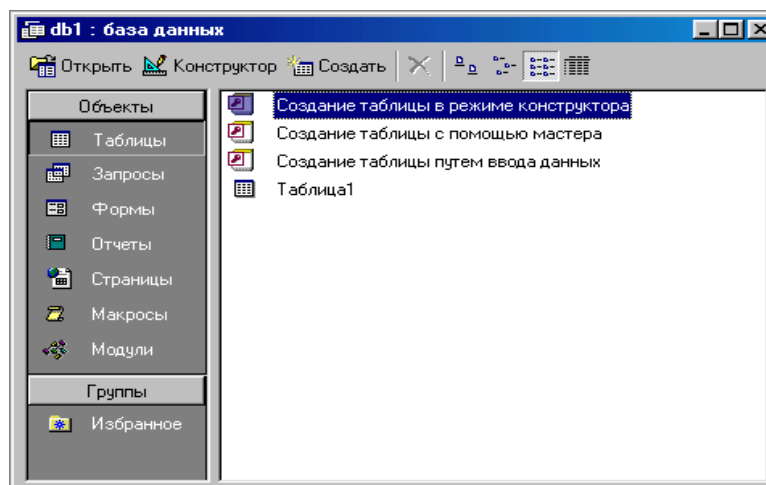 db1 : база данных
Открыть Конструктор Создать
Объекты
Таблицы
Запросы
Формы
Отчеты
Страницы
Макросы
Модули
Группы
Избранное
Создание таблицы в режиме конструктора
Создание таблицы с помощью мастера
Создание таблицы путем ввода данных
Таблица1